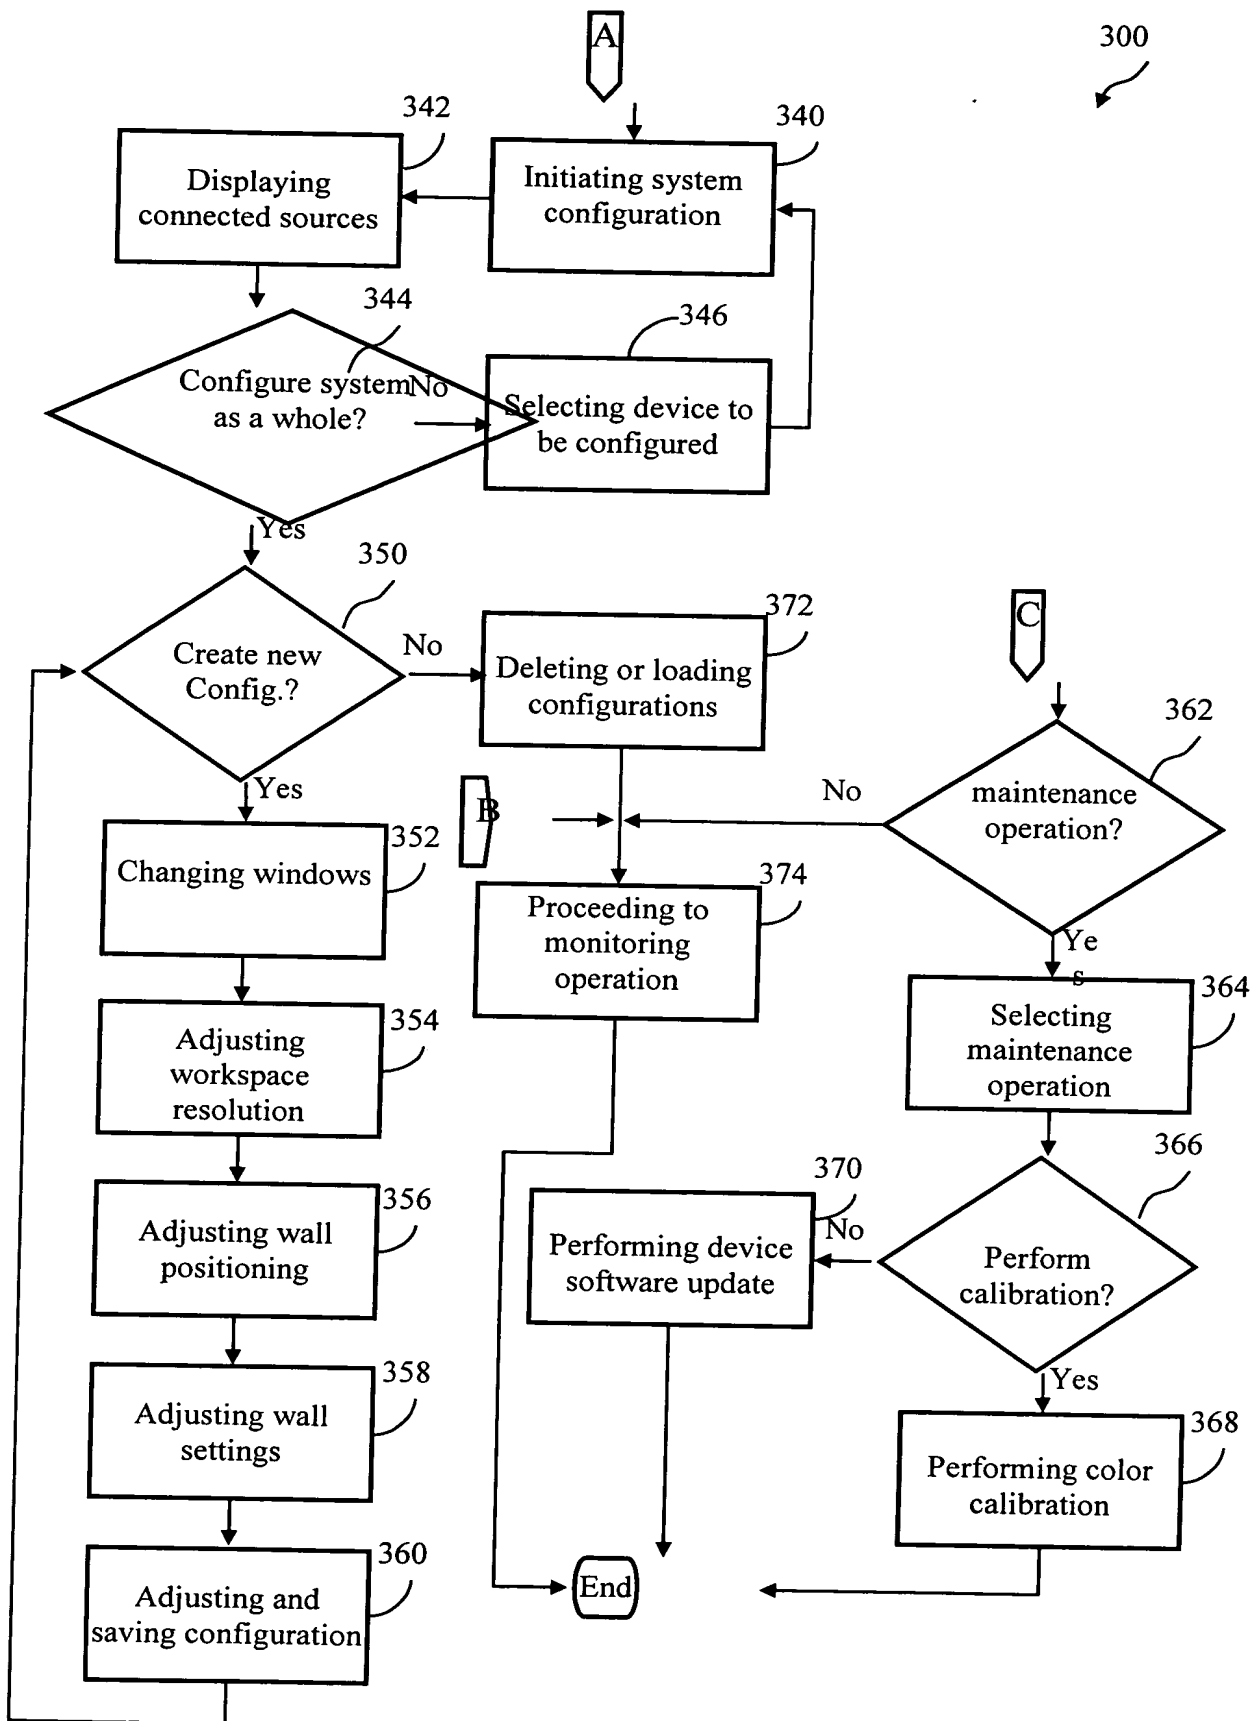 A
300
342
340
Displaying
connected sources
Initiating system
configuration
344
346
Configure system
as a whole?
No
Selecting device to
be configured
Yes
350
372
C
Create new
Config.?
No
Deleting or loading
configurations
362
Yes
B
No
maintenance
operation?
352
Changing windows
374
Proceeding to
monitoring
operation
Ye
s
364
Selecting
maintenance
operation
354
Adjusting
workspace
resolution
366
370
356
No
Adjusting wall
positioning
Performing device
software update
Perform
calibration?
358
Yes
Adjusting wall
settings
368
Performing color
calibration
360
End
Adjusting and
saving configuration